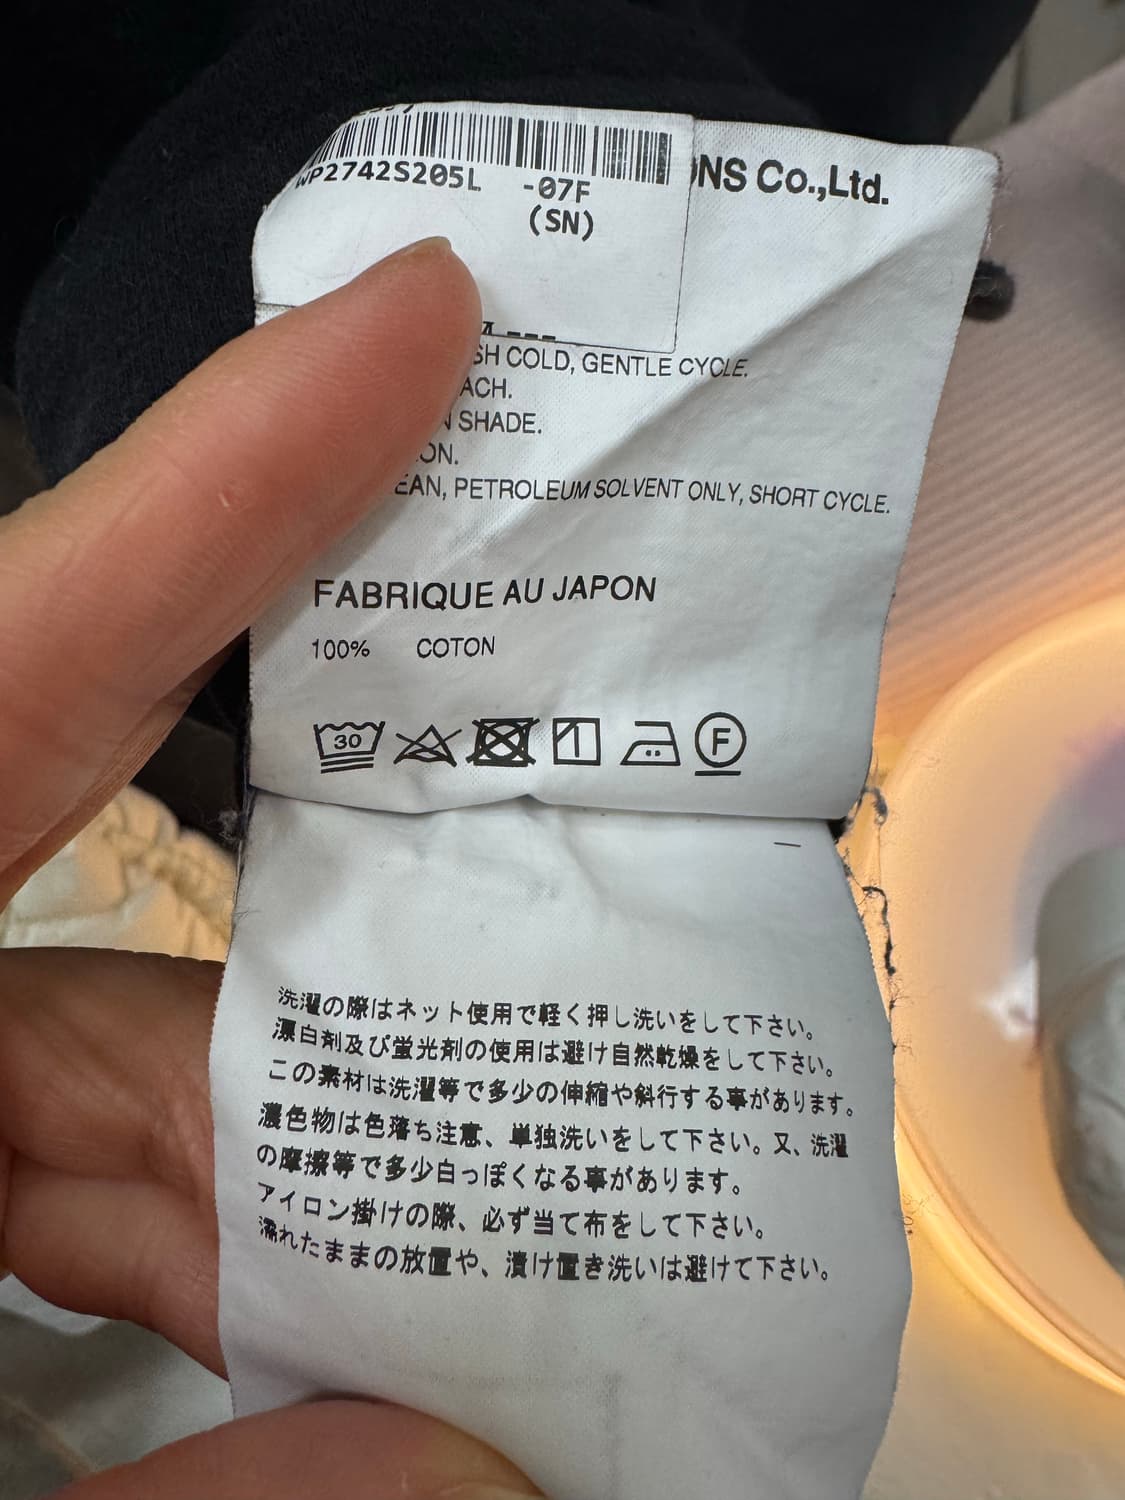 WP2742S205L -07F
(SN)
NS Co.,Ltd.
COLD, GENTLE CYCLE.
SHADE.
PETROLEUM SOLVENT ONLY, SHORT CYCLE.
FABRIQUE AU JAPON
100% COTON
30
F
洗濯の際はネット使用で軽く押し洗いをして下さい。
漂白剤及び蛍光剤の使用は避け自然乾燥をして下さい。
この素材は洗濯等で多少の伸縮や斜行する事があります。
濃色物は色落ち注意、単独洗いをして下さい。又、洗濯
の摩擦等で多少白っぽくなる事があります。
アイロン掛けの際、必ず当て布をして下さい。
濡れたままの放置や、漬け置き洗いは避けて下さい。